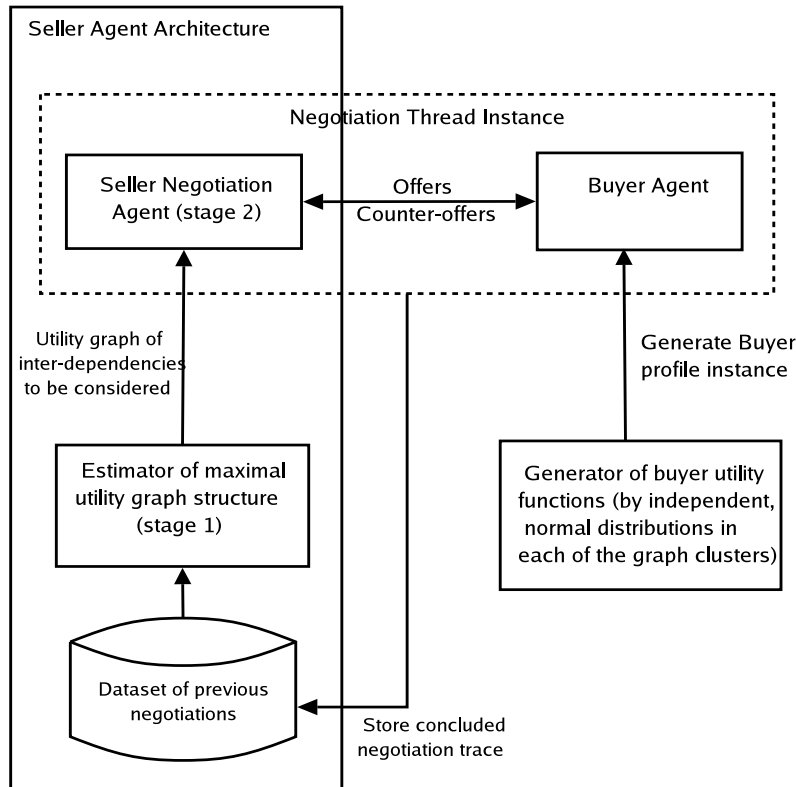 Seller Agent Architecture
Negotiation Thread Instance
Seller Negotiation
Agent (stage 2)
Offers
Counter-offers
Buyer Agent
Utility graph of
inter-dependencies
to be considered
Generate Buyer
profile instance
Estimator of maximal
utility graph structure
(stage 1)
Generator of buyer utility
functions (by independent,
normal distributions in
each of the graph clusters)
Dataset of previous
negotiations
Store concluded
negotiation trace